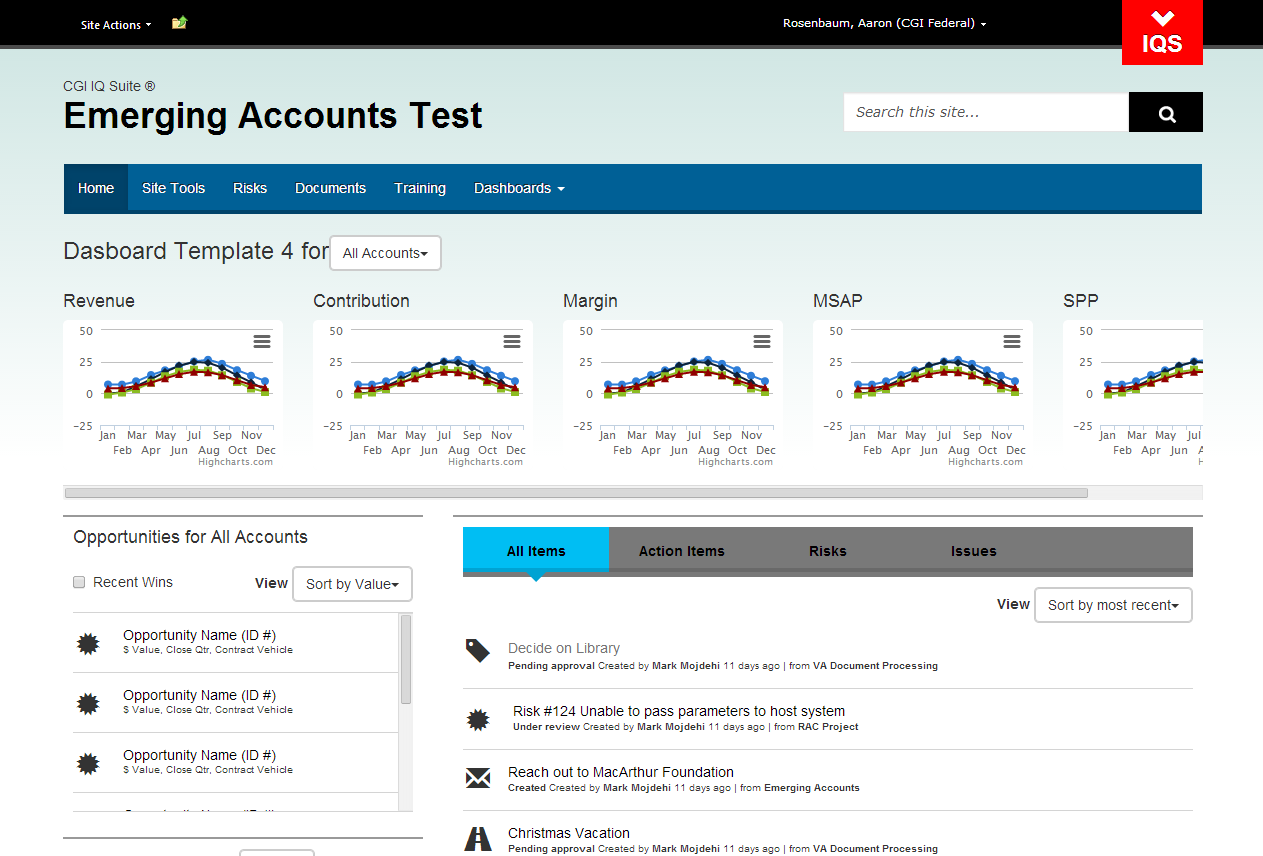 Site Actions
Rosenbaum, Aaron (CGI Federal)
IQS
CGI IQ Suite ®
Emerging Accounts Test
Search this site...
Home Site Tools Risks Documents Training Dashboards
Dasboard Template 4 for All Accounts
Revenue Contribution Margin MSAP SPP
50
25
0
−25
Jan Mar May Jul Sep Nov
Feb Apr Jun Aug Oct Dec
Highcharts.com
50
25
0
−25
Jan Mar May Jul Sep Nov
Feb Apr Jun Aug Oct Dec
Highcharts.com
50
25
0
−25
Jan Mar May Jul Sep Nov
Feb Apr Jun Aug Oct Dec
Highcharts.com
50
25
0
−25
Jan Mar May Jul Sep Nov
Feb Apr Jun Aug Oct Dec
Highcharts.com
50
25
0
−25
Jan Mar May Jul
Feb Apr Jun
Opportunities for All Accounts
Recent Wins View Sort by Value
Opportunity Name (ID #)
$ Value, Close Qtr, Contract Vehicle
Opportunity Name (ID #)
$ Value, Close Qtr, Contract Vehicle
Opportunity Name (ID #)
$ Value, Close Qtr, Contract Vehicle
All Items Action Items Risks Issues
View Sort by most recent
Decide on Library
Pending approval Created by Mark Mojdehi 11 days ago | from VA Document Processing
Risk #124 Unable to pass parameters to host system
Under review Created by Mark Mojdehi 11 days ago | from RAC Project
Reach out to MacArthur Foundation
Created Created by Mark Mojdehi 11 days ago | from Emerging Accounts
Christmas Vacation
Pending approval Created by Mark Mojdehi 11 days ago | from VA Document Processing